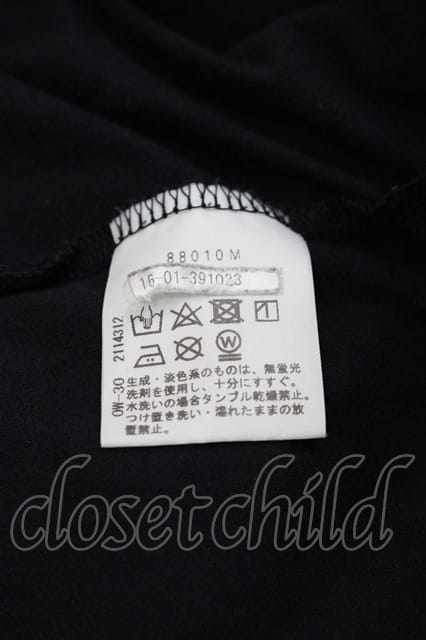 88010M
16-01-391023
W
OW-30 2114312
生成・淡色系のものは、無蛍光
洗剤を使用し、十分にすすぐ。
水洗いの場合タンブル乾燥禁止。
つけ置き洗い・濡れたままの放
置禁止。
closetchild